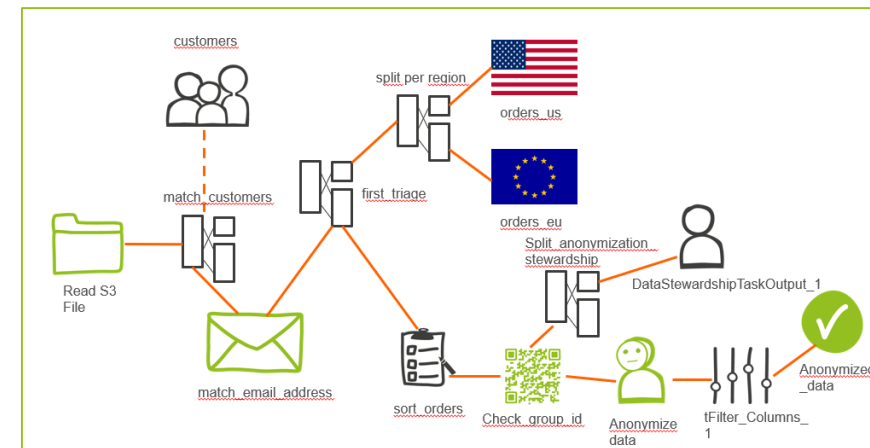 customers
split per region
orders_us
match_customers
first_triage
orders_eu
Split_anonymization_
stewardship
Read S3
File
DataStewardshipTaskOutput_1
match_email_address
sort_orders
Check_group_id
Anonymize
data
tFilter_Columns_
1
Anonymized
_data